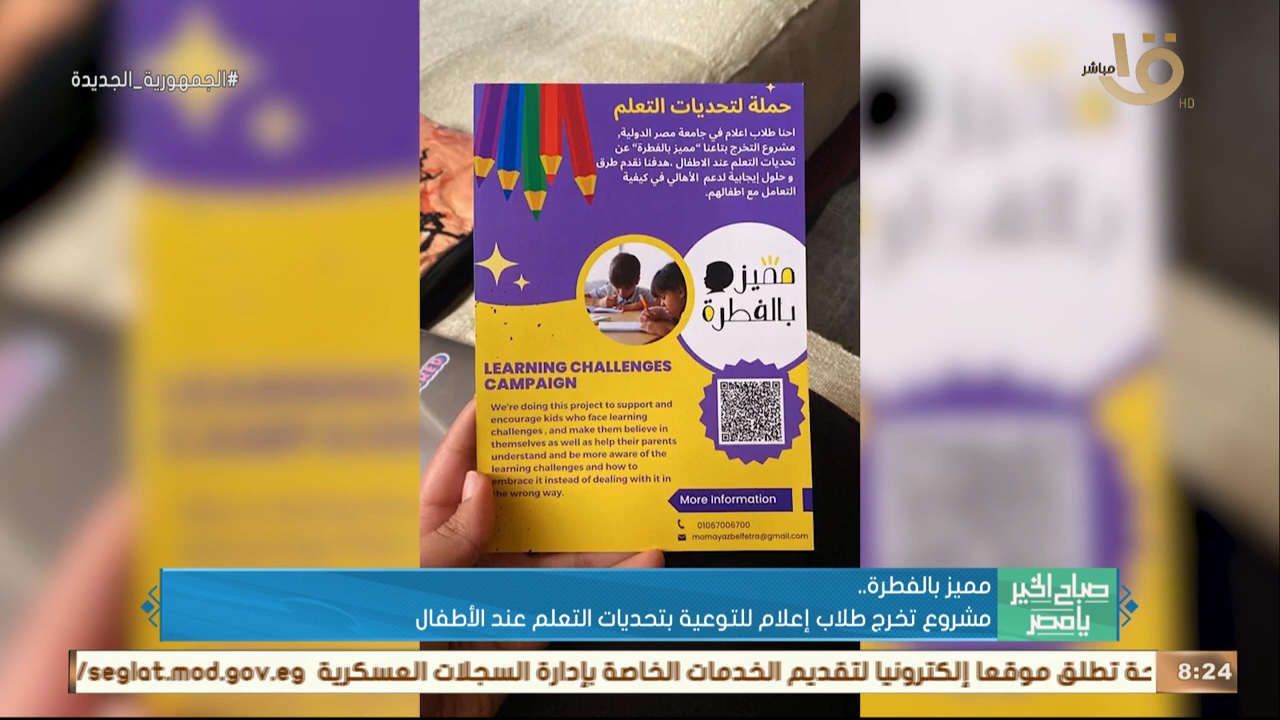 #الجمهورية_الجديدة
مباشر
HD
حملة لتحديات التعلم
احنا طلاب اعلام في جامعة مصر الدولية,
مشروع التخرج بتاعنا "مميز بالفطرة" عن
تحديات التعلم عند الاطفال ,هدفنا نقدم طرق
و حلول إيجابية لدعم الأهالي في كيفية
التعامل مع اطفالهم.
مميز
بالفطرة
LEARNING CHALLENGES
CAMPAIGN
We're doing this project to support and
encourage kids who face learning
challenges , and make them believe in
themselves as well as help their parents
understand and be more aware of the
learning challenges and how to
embrace it instead of dealing with it in
the wrong way.
More Information
01067006700
momayazbelfetra@gmail.com
مميز بالفطرة..
مشروع تخرج طلاب إعلام للتوعية بتحديات التعلم عند الأطفال
صباح الخير
يا مصر
تطلق موقعها إلكترونيا لتقديم الخدمات الخاصة بإدارة السجلات العسكرية seglat.mod.gov.eg/
8:24